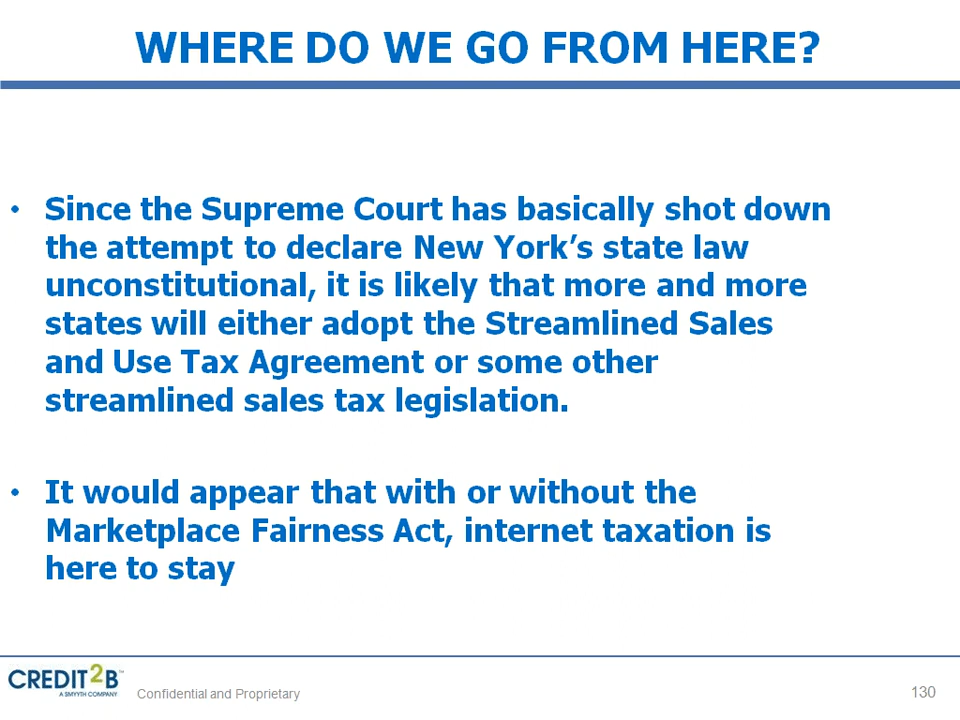 WHERE DO WE GO FROM HERE?
• Since the Supreme Court has basically shot down
the attempt to declare New York’s state law
unconstitutional, it is likely that more and more
states will either adopt the Streamlined Sales
and Use Tax Agreement or some other
streamlined sales tax legislation.
• It would appear that with or without the
Marketplace Fairness Act, internet taxation is
here to stay
CREDIT2B™
A SMYYTH COMPANY
Confidential and Proprietary
130